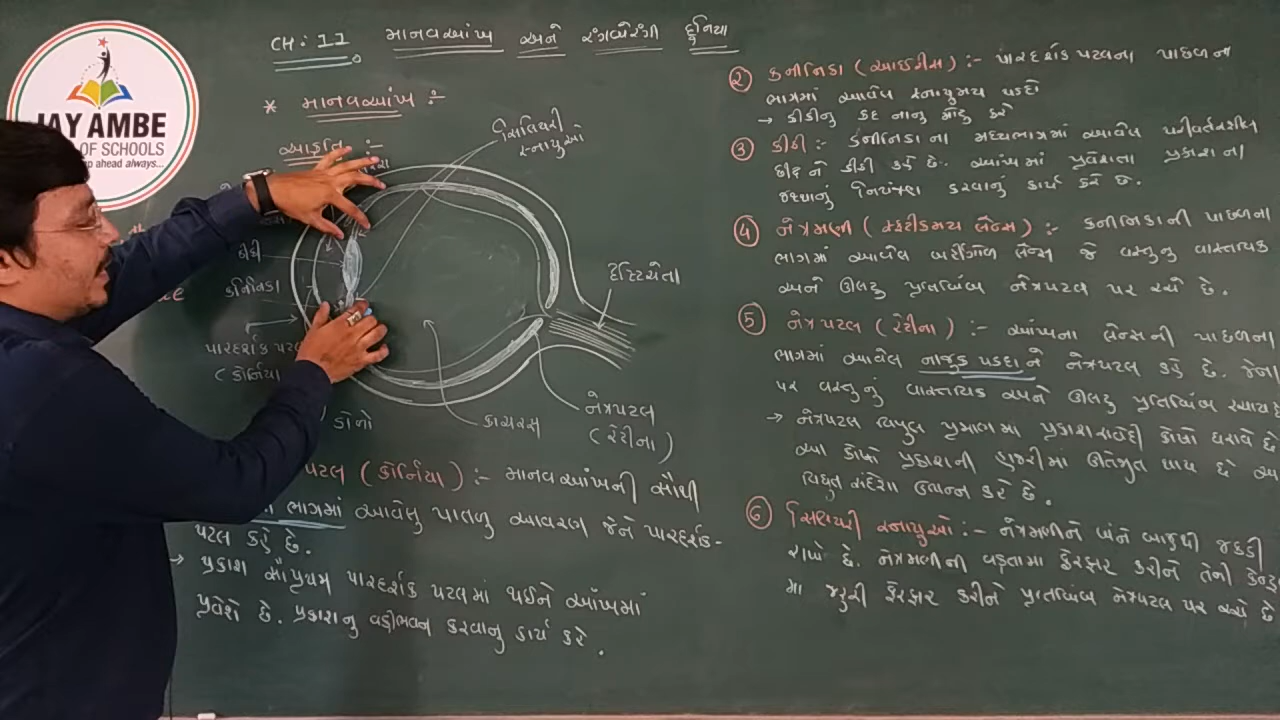 JAY AMBE
OF SCHOOLS
ahead always...
CH : 11 માનવઆંખ અને રંગબેરંગી દુનિયા
* માનવઆંખ :-
આકૃતિ :-
સિલિયરી
સ્નાયુઓ
કીકી
કનીનિકા
પારદર્શક પટલ
(કોર્નિયા
ડોળો
દ્રષ્ટિચેતા
નેત્રપટલ
(રેટીના)
કાચરસ
પટલ (કોર્નિયા) :- માનવઆંખની સૌથી
ભાગમાં આવેલુ પાતળુ આવરણ જેને પારદર્શક-
પટલ કહે છે.
→ પ્રકાશ સૌપ્રથમ પારદર્શક પટલમાં થઈને આંખમાં
પ્રવેશે છે. પ્રકાશનુ વક્રીભવન કરવાનુ કાર્ય કરે.
② કનીનિકા (આઈરીસ) :- પારદર્શક પટલના પાછળના
ભાગમાં આવેલ સ્નાયુમય પડદો
→ કીકીનુ કદ નાનુ મોટુ કરે
③ કીકી :- કનીનિકા ના મધ્યભાગમાં આવેલ પરીવર્તનશીલ
છીદ્ર ને કીકી કહે છે. આંખમાં પ્રવેશતા પ્રકાશ ના
જથ્થાનું નિયંત્રણ કરવાનું કાર્ય કરે છે.
④ નેત્રમણી (સ્ફટીકમય લેન્સ) :- કનીનિકાની પાછળના
ભાગમાં આવેલ બર્હીગોળ લેન્સ જે વસ્તુનુ વાસ્તવિક
અને ઊલટુ પ્રતિબિંબ નેત્રપટલ પર રચે છે.
⑤ નેત્રપટલ (રેટીના) :- આંખના લેન્સની પાછળના
ભાગમાં આવેલ નાજુક પડદાને નેત્રપટલ કહે છે. જેના
પર વસ્તુનું વાસ્તવિક અને ઊલટુ પ્રતિબિંબ રચાય છે
→ નેત્રપટલ વિપુલ પ્રમાણમાં પ્રકાશસંવેદી કોષો ધરાવે છે
આ કોષો પ્રકાશની હાજરીમાં ઉત્તેજીત થાય છે અને
વિધુત સંદેશા ઉત્પન્ન કરે છે.
⑥ સિલિયરી સ્નાયુઓ :- નેત્રમણીને બંને બાજુથી જકડી
રાખે છે. નેત્રમણીની વક્રતામાં ફેરફાર કરીને તેની કેન્દ્ર
મા જરૂરી ફેરફાર કરીને પ્રતિબિંબ નેત્રપટલ પર રચે છે